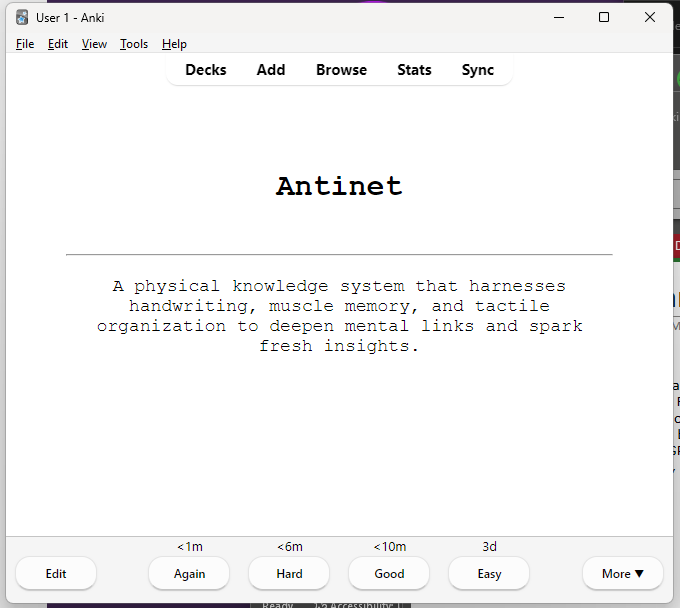 User 1 - Anki
File Edit View Tools Help
Decks Add Browse Stats Sync
Antinet
A physical knowledge system that harnesses
handwriting, muscle memory, and tactile
organization to deepen mental links and spark
fresh insights.
<1m <6m <10m 3d
Edit Again Hard Good Easy More ▼
Ready Accessibility: